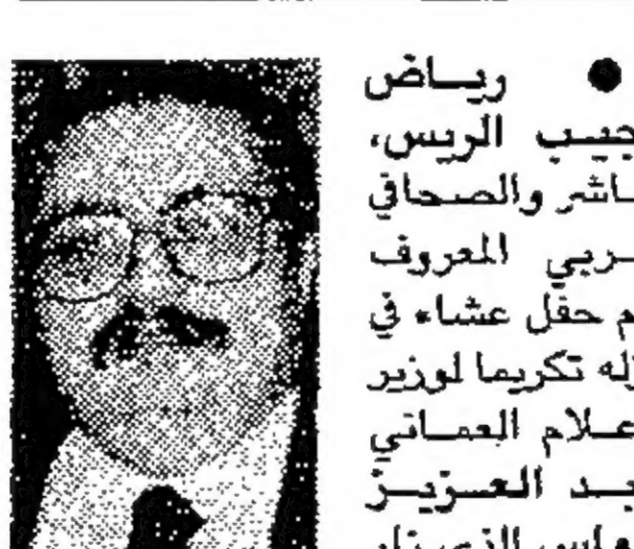 ● رياض
جيب الريس،
اشر والصحافي
ربي المعروف
م حفل عشاء في
زله تكريما لوزير
علام العماني
بد العزيز